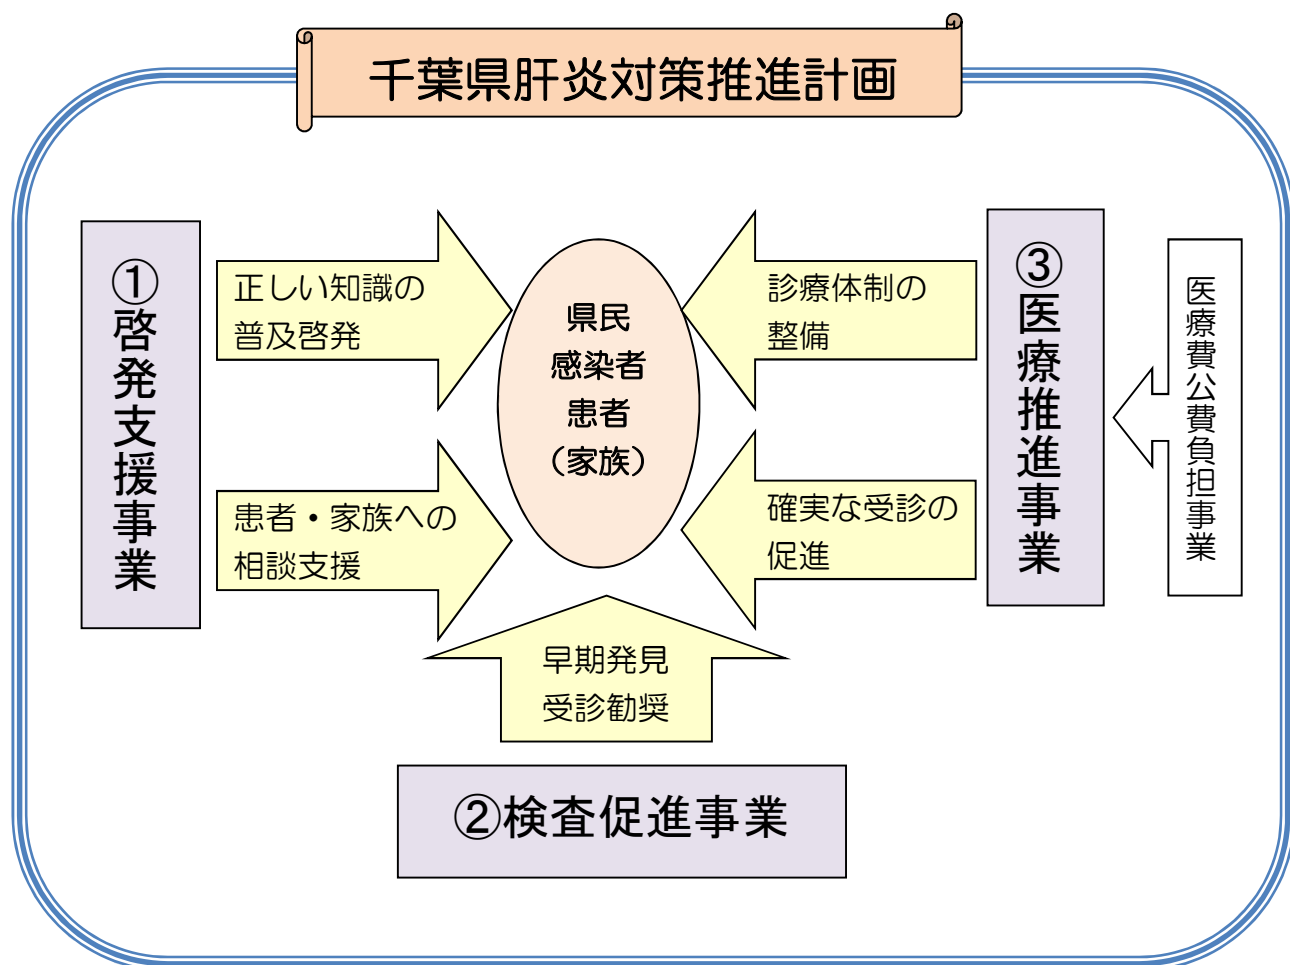 千葉県肝炎対策推進計画
①啓発支援事業
正しい知識の
普及啓発
患者・家族への
相談支援
県民
感染者
患者
（家族）
診療体制の
整備
確実な受診の
促進
③医療推進事業
医療費公費負担事業
早期発見
受診勧奨
②検査促進事業